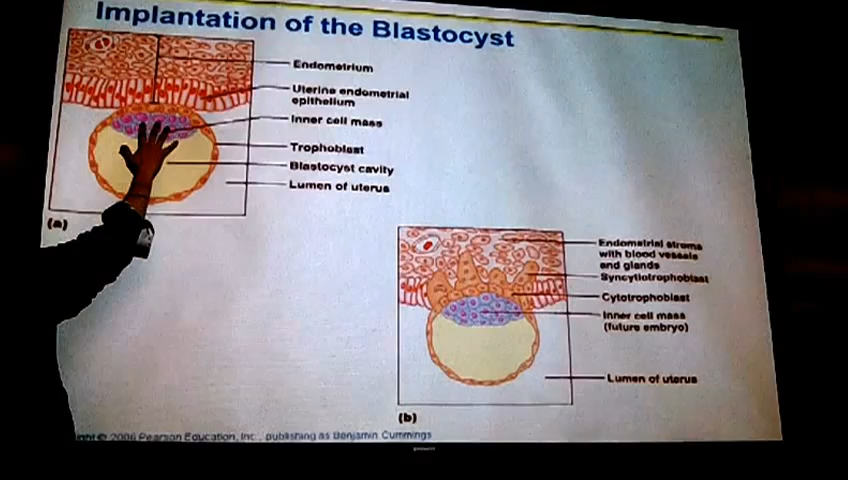 Implantation of the Blastocyst
Endometrium
Uterine endometrial
epithelium
Inner cell mass
Trophoblast
Blastocyst cavity
Lumen of uterus
(a)
Endometrial stroma
with blood vessels
and glands
Syncytiotrophoblast
Cytotrophoblast
Inner cell mass
(future embryo)
Lumen of uterus
(b)
© 2006 Pearson Education, Inc., publishing as Benjamin Cummings